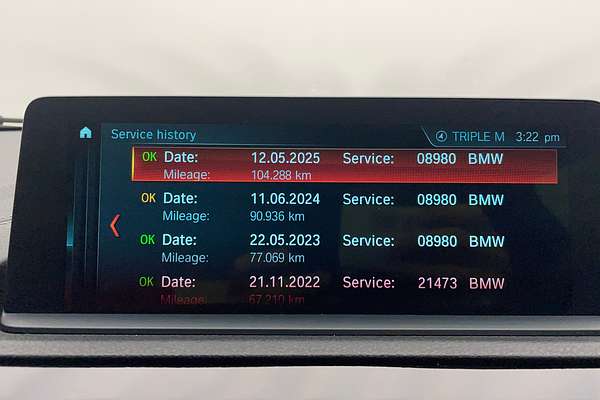 Service history TRIPLE M 3:22 pm
OK Date: 12.05.2025 Service: 08980 BMW
Mileage: 104.288 km
OK Date: 11.06.2024 Service: 08980 BMW
Mileage: 90.936 km
OK Date: 22.05.2023 Service: 08980 BMW
Mileage: 77.069 km
OK Date: 21.11.2022 Service: 21473 BMW
Mileage: 67.210 km